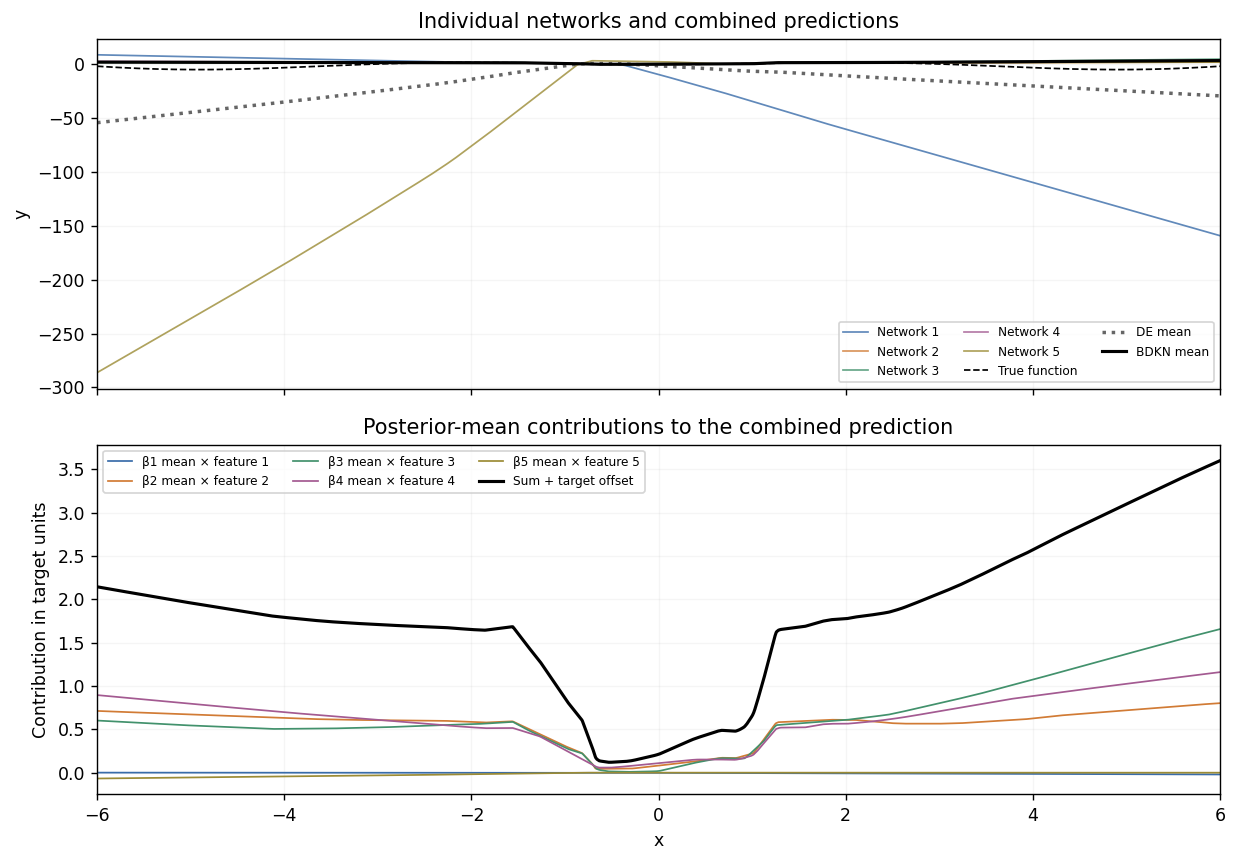 Individual networks and combined predictions
0
−50
−100
−150
−200
−250
−300
y
Network 1 Network 4 DE mean
Network 2 Network 5 BDKN mean
Network 3 True function
Posterior-mean contributions to the combined prediction
β1 mean × feature 1 β3 mean × feature 3 β5 mean × feature 5
β2 mean × feature 2 β4 mean × feature 4 Sum + target offset
3.5
3.0
2.5
2.0
1.5
1.0
0.5
0.0
Contribution in target units
−6 −4 −2 0 2 4 6
x